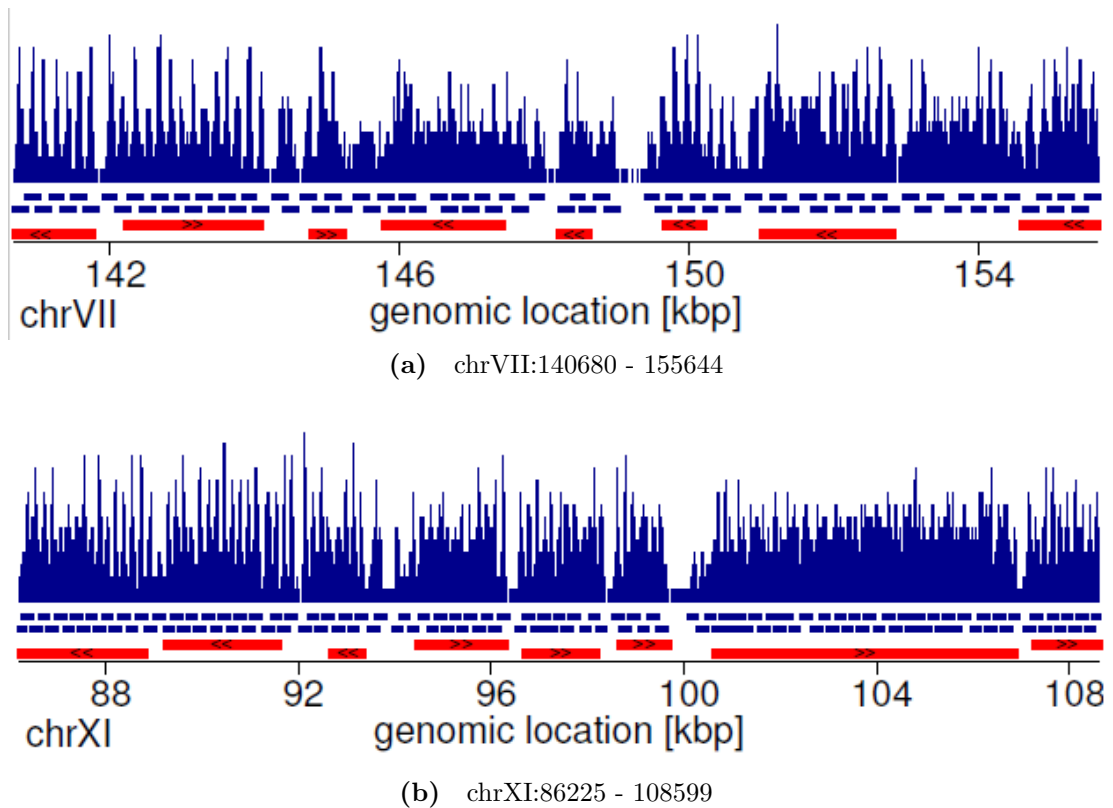 >> << <<
<< >> << << <<
142 146 150 154
chrVII genomic location [kbp]
(a) chrVII:140680 - 155644
<< >> >> >>
<< << >> >>
88 92 96 100 104 108
chrXI genomic location [kbp]
(b) chrXI:86225 - 108599